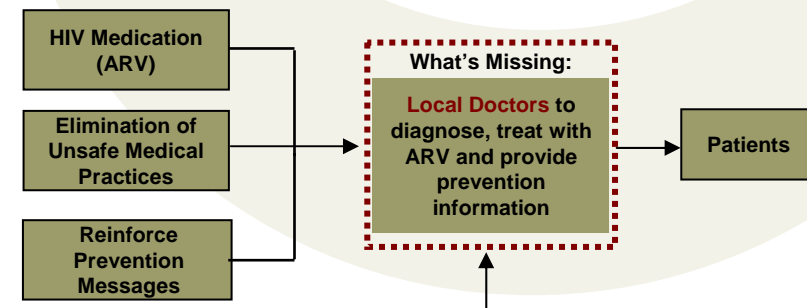 HIV Medication
(ARV)
Elimination of
Unsafe Medical
Practices
Reinforce
Prevention
Messages
What's Missing:
Local Doctors to
diagnose, treat with
ARV and provide
prevention
information
Patients